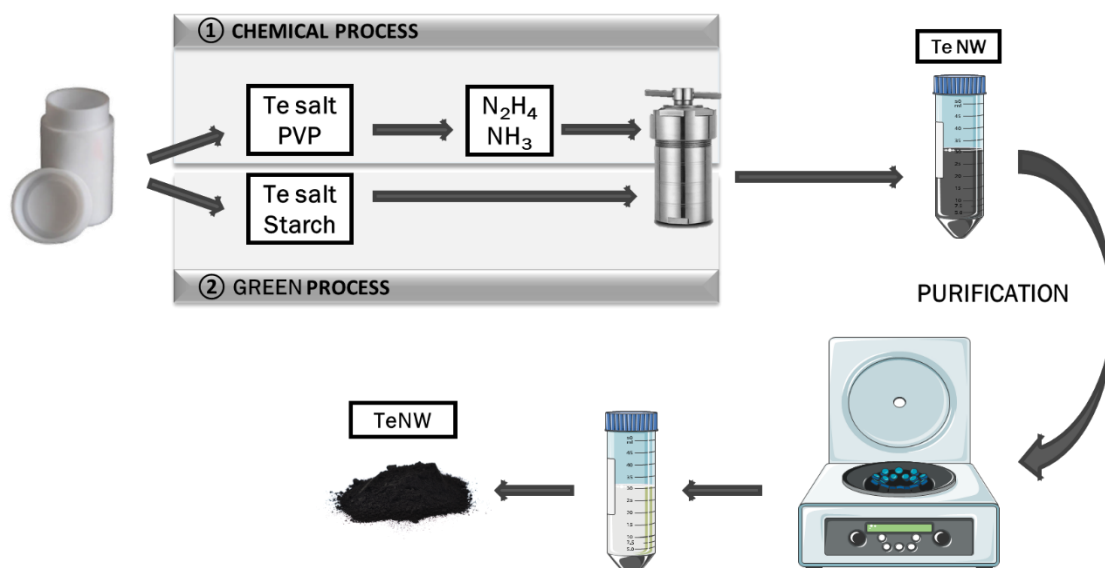 ① CHEMICAL PROCESS
Te NW
Te salt
PVP
N₂H₄
NH₃
Te salt
Starch
② GREEN PROCESS
PURIFICATION
TeNW